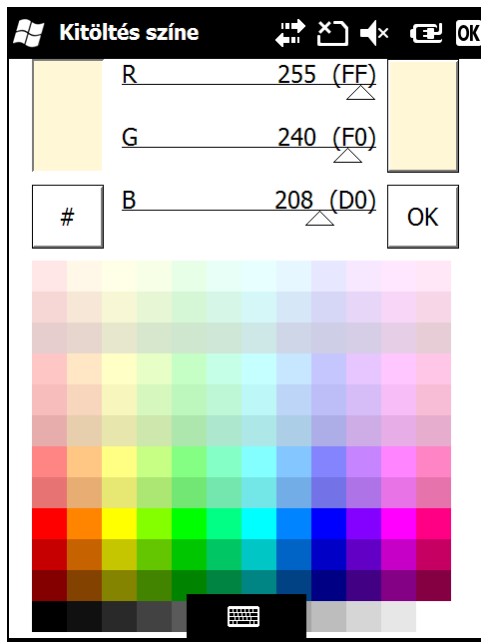 Kitöltés színe OK
R 255 (FF)
G 240 (F0)
B 208 (D0)
# OK